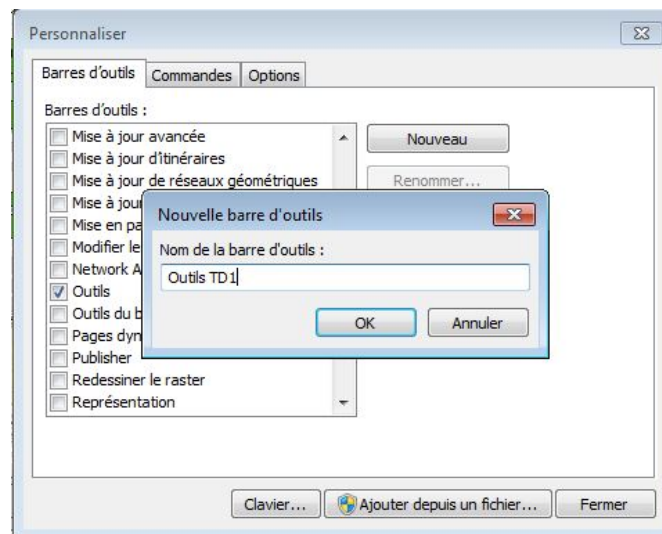 Personnaliser
Barres d'outils Commandes Options
Barres d'outils :
Mise à jour avancée
Nouveau
Mise à jour d'itinéraires
Mise à jour de réseaux géométriques
Renommer...
Mise à jour
Nouvelle barre d'outils
Mise en pa
Modifier le
Nom de la barre d'outils :
Network A
Outils TD1
Outils
Outils du b
OK Annuler
Pages dyn
Publisher
Redessiner le raster
Représentation
Clavier... Ajouter depuis un fichier... Fermer